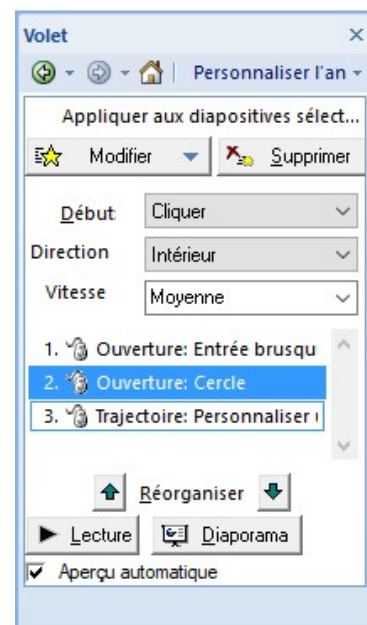 Volet
Personnaliser l'an
Appliquer aux diapositives sélect...
Modifier Supprimer
Début Cliquer
Direction Intérieur
Vitesse Moyenne
1. Ouverture: Entrée brusqu
2. Ouverture: Cercle
3. Trajectoire: Personnaliser
Réorganiser
Lecture Diaporama
Aperçu automatique